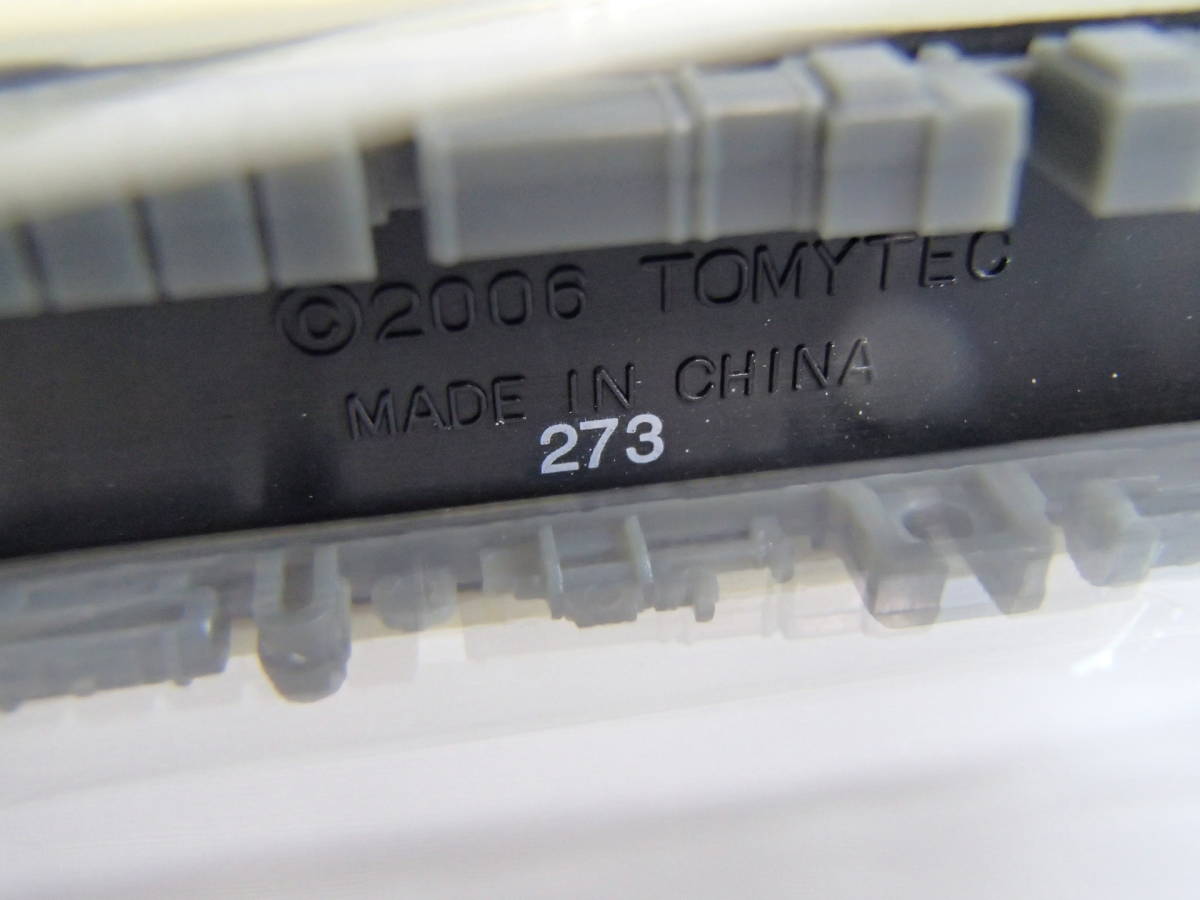 ©2006 TOMYTEC
MADE IN CHINA
273